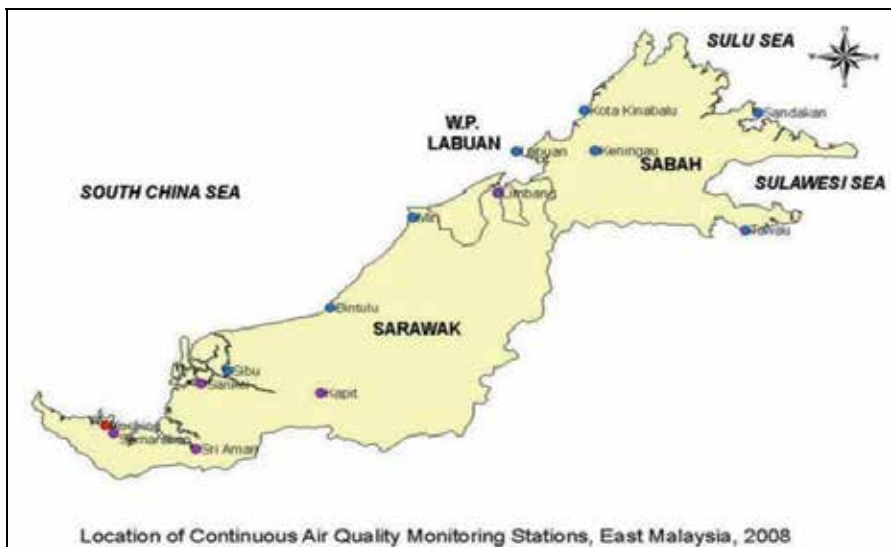 SULU SEA
Kota Kinabalu
Sandakan
W.P.
LABUAN
Labuan
Keningau
SABAH
SOUTH CHINA SEA
SULAWESI SEA
Limbang
Miri
Tawau
Bintulu
SARAWAK
Sibu
Sarikei
Kapit
Samarahan
Sri Aman
Location of Continuous Air Quality Monitoring Stations, East Malaysia, 2008